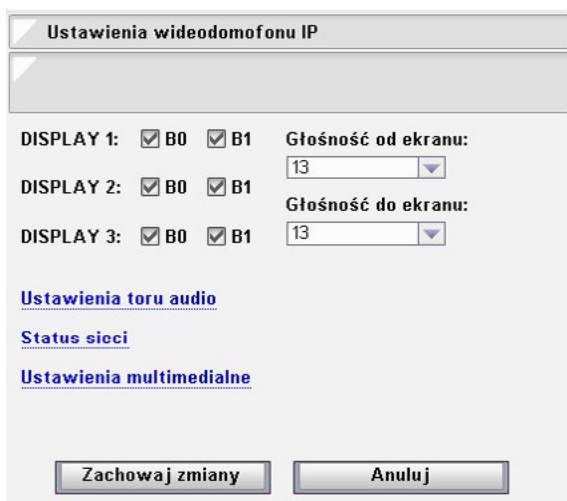 Ustawienia wideodomofonu IP
DISPLAY 1: B0 B1
DISPLAY 2: B0 B1
DISPLAY 3: B0 B1
Głośność od ekranu:
13
Głośność do ekranu:
13
Ustawienia toru audio
Status sieci
Ustawienia multimedialne
Zachowaj zmiany
Anuluj